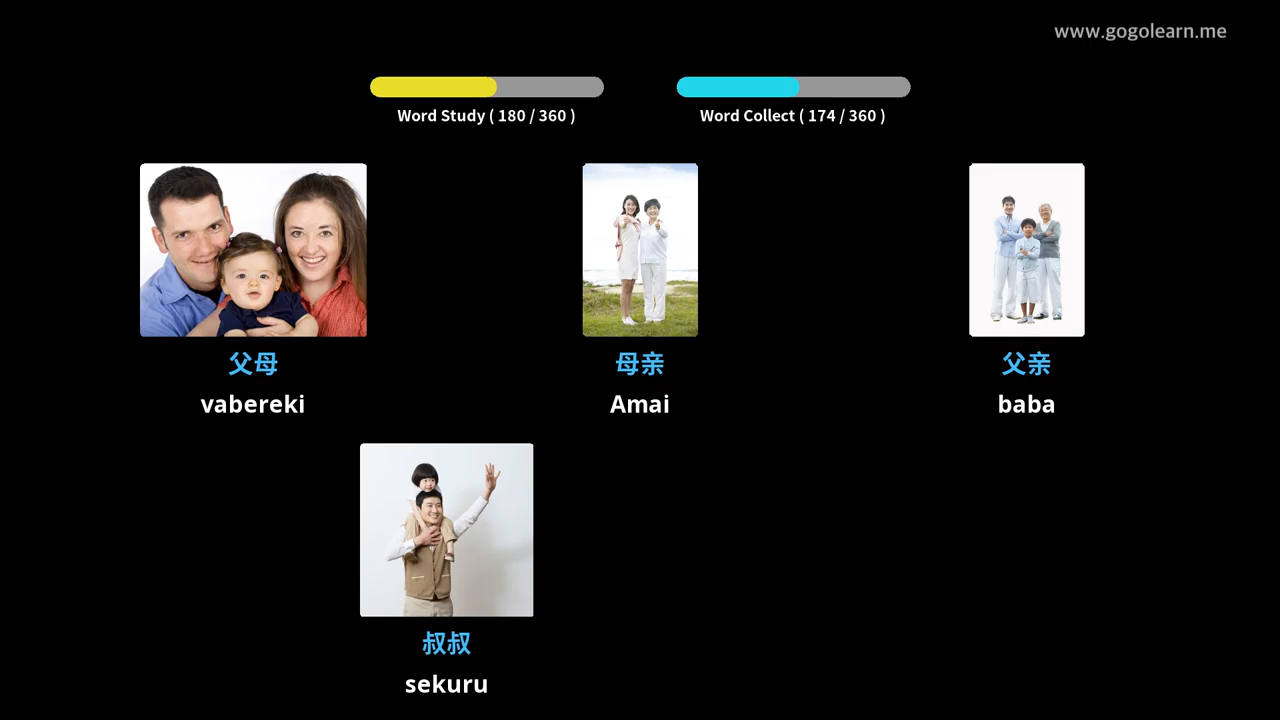 www.gogolearn.me
Word Study ( 180 / 360 )
Word Collect ( 174 / 360 )
父母
vabereki
母亲
Amai
父亲
baba
叔叔
sekuru